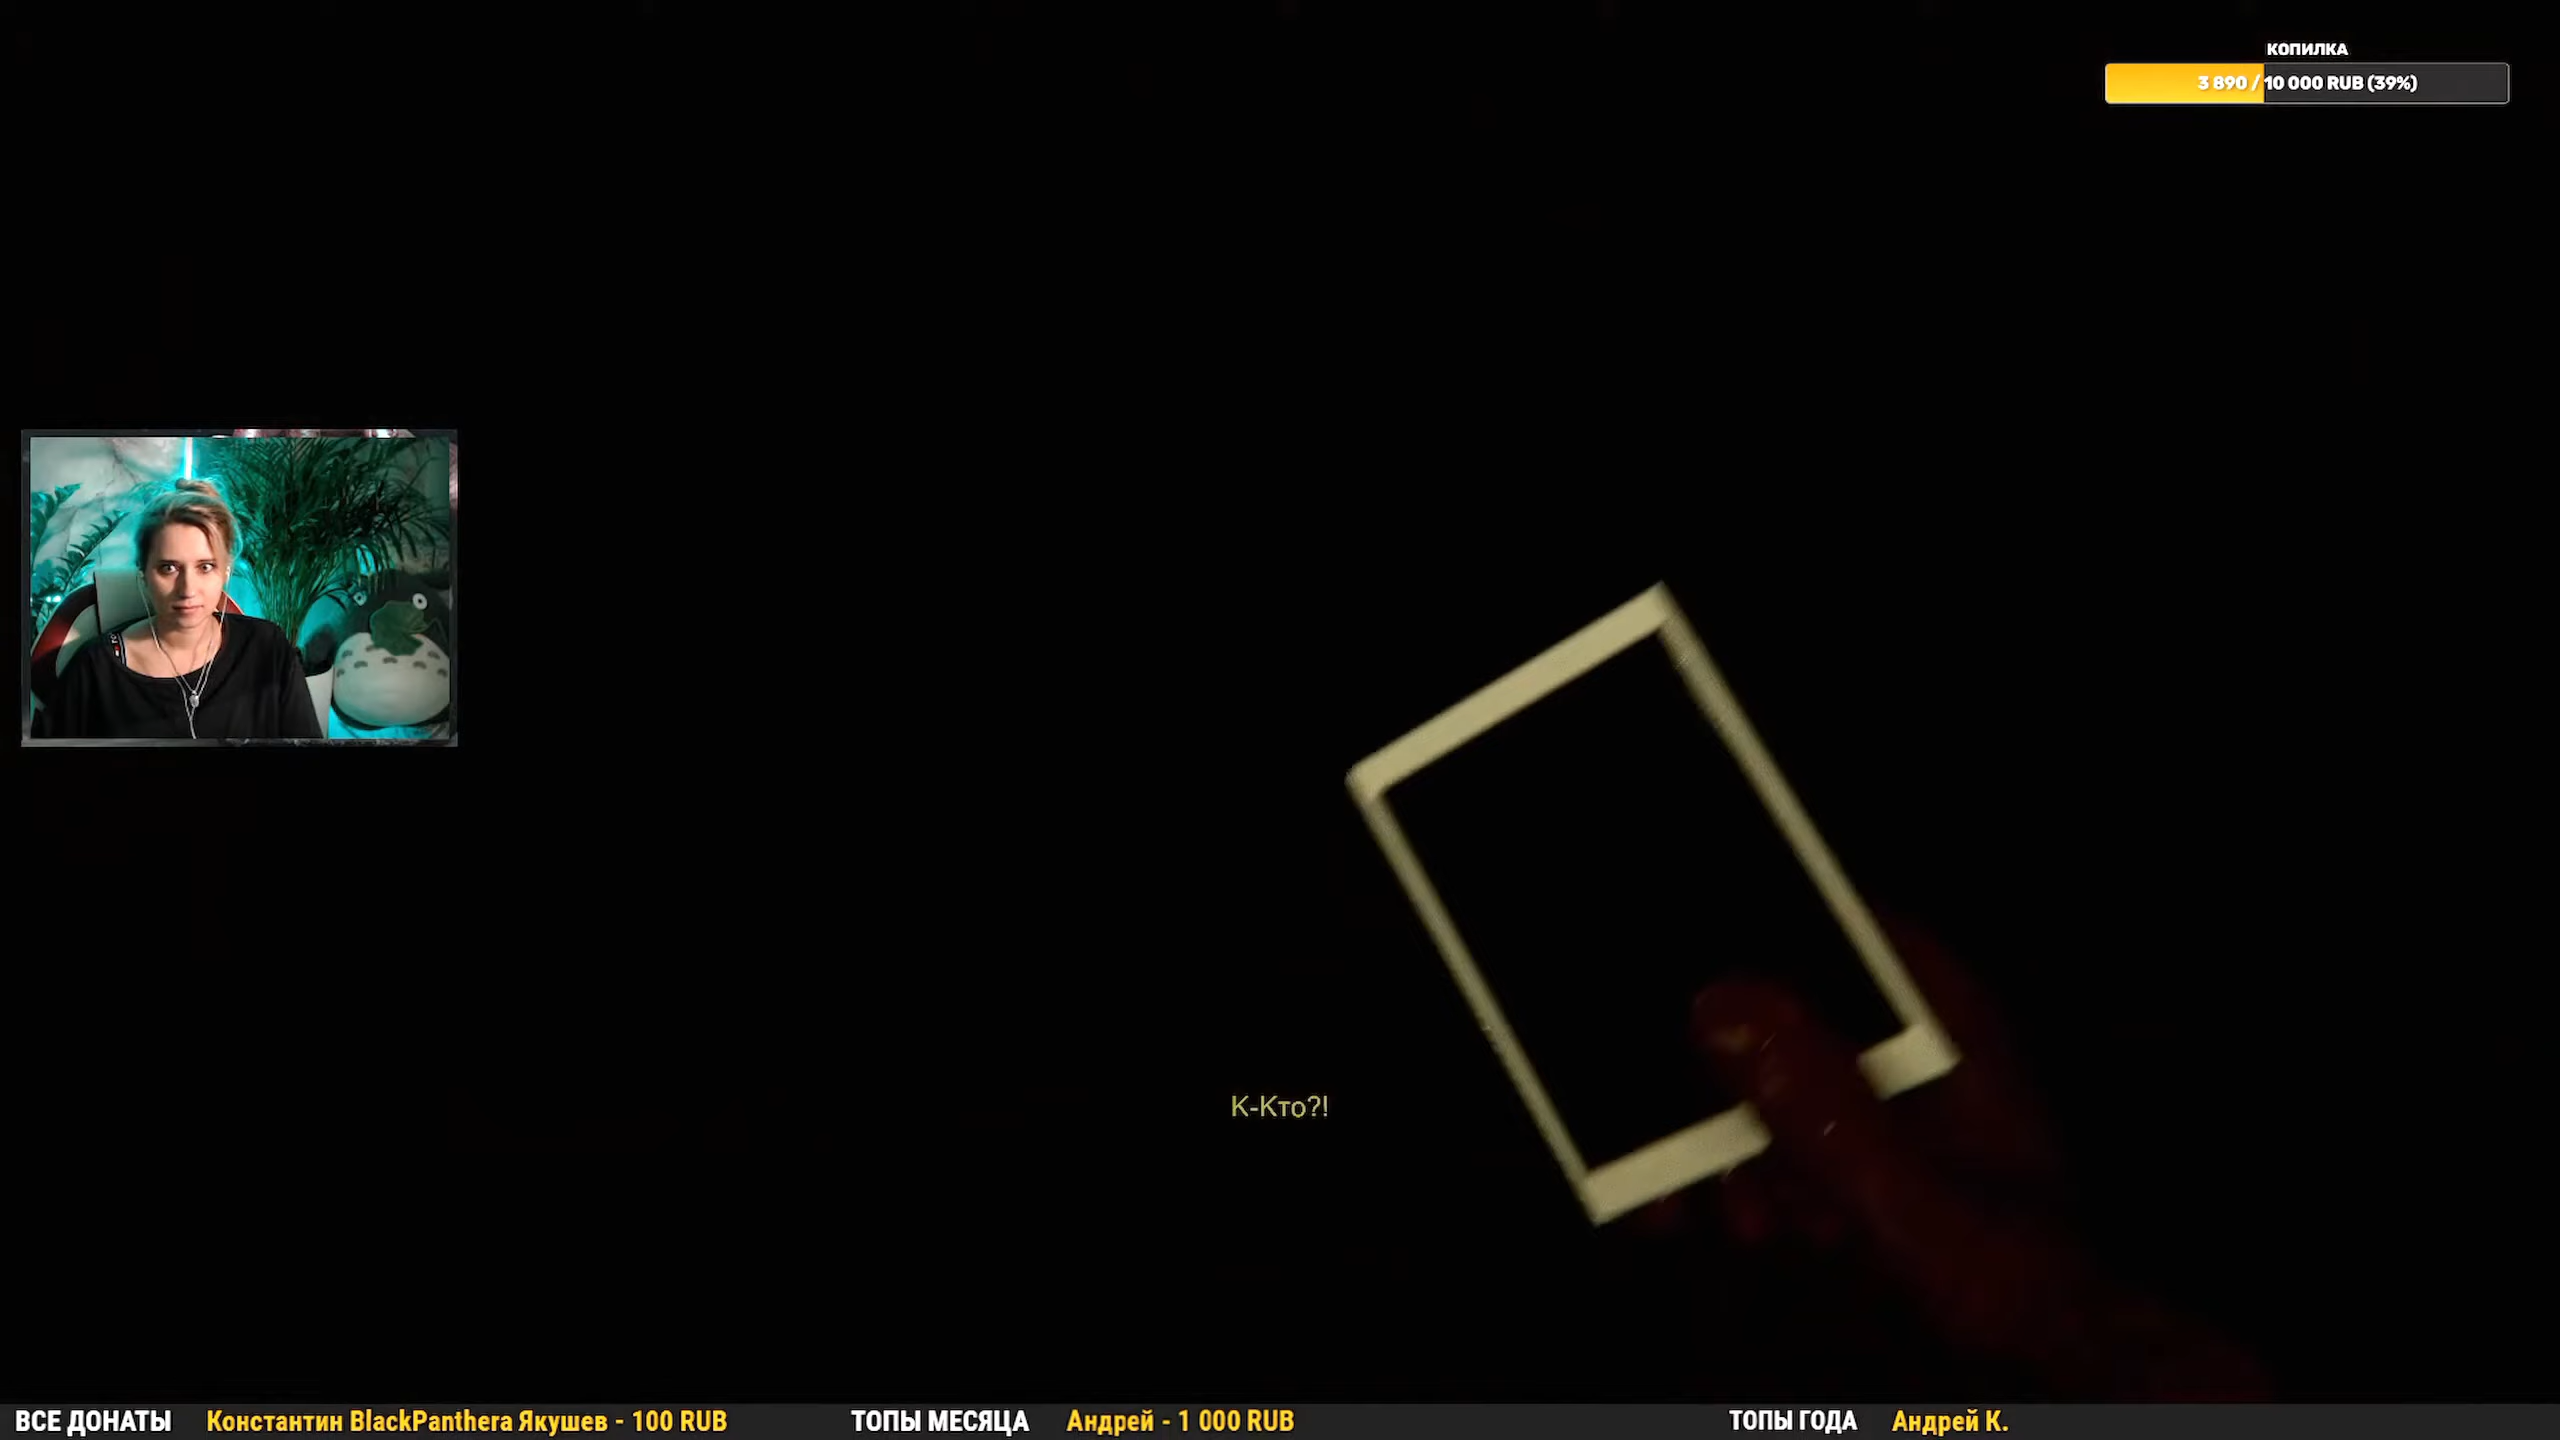 КОПИЛКА
3 890 / 10 000 RUB (39%)
К-Кто?!
ВСЕ ДОНАТЫ Константин BlackPanthera Якушев - 100 RUB ТОПЫ МЕСЯЦА Андрей - 1 000 RUB ТОПЫ ГОДА Андрей К.